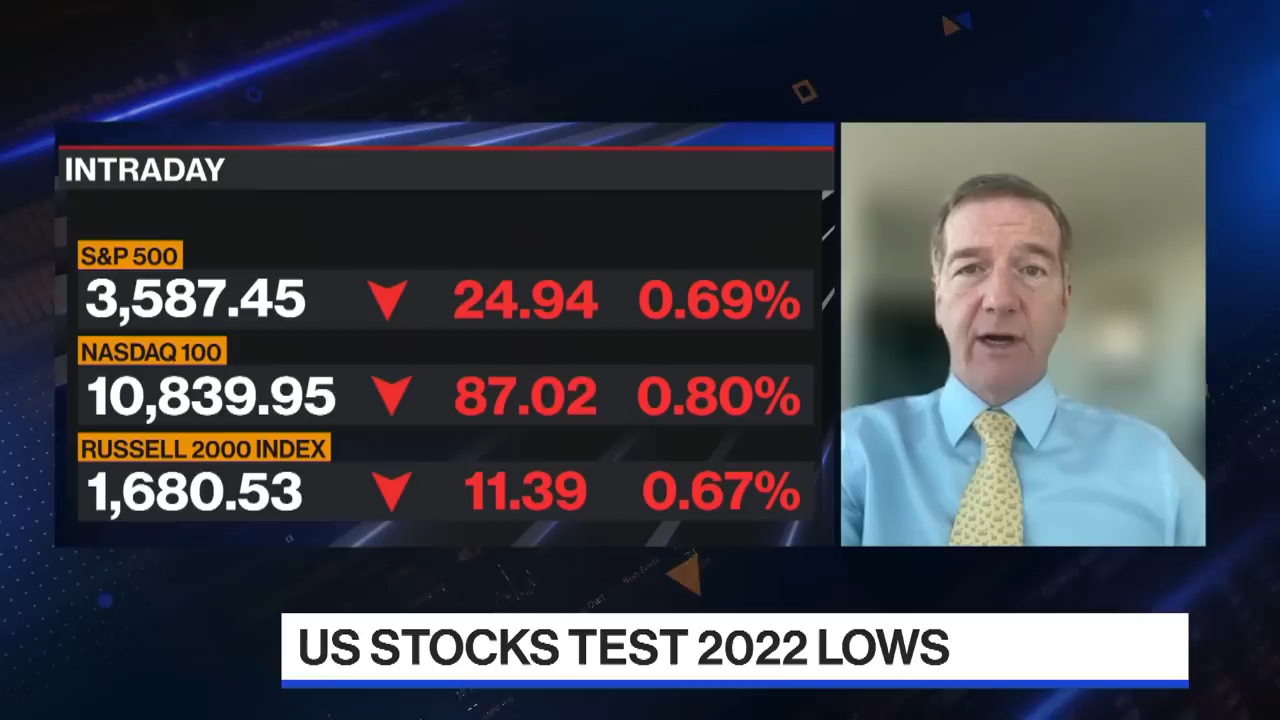 INTRADAY
S&P 500
3,587.45 24.94 0.69%
NASDAQ 100
10,839.95 87.02 0.80%
RUSSELL 2000 INDEX
1,680.53 11.39 0.67%
US STOCKS TEST 2022 LOWS